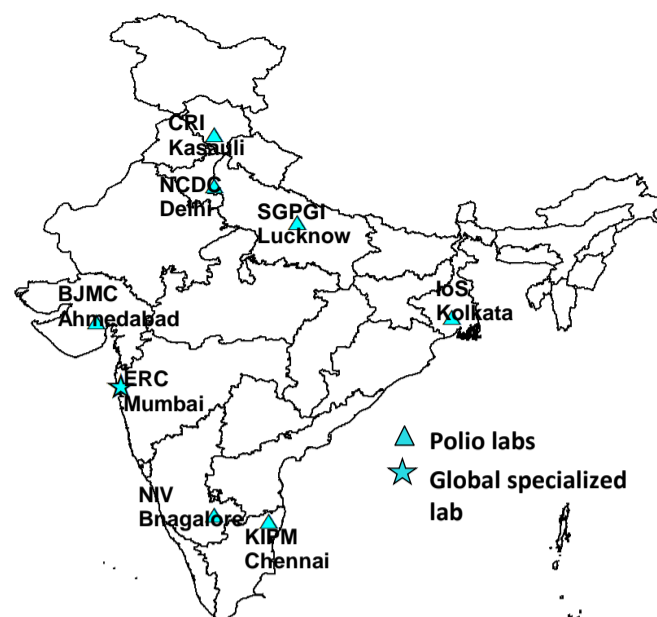 CRI
Kasauli
NCDC
Delhi
SGPGI
Lucknow
BJMC
Ahmedabad
IoS
Kolkata
ERC
Mumbai
Polio labs
Global specialized
lab
NIV
Bnagalore
KIPM
Chennai